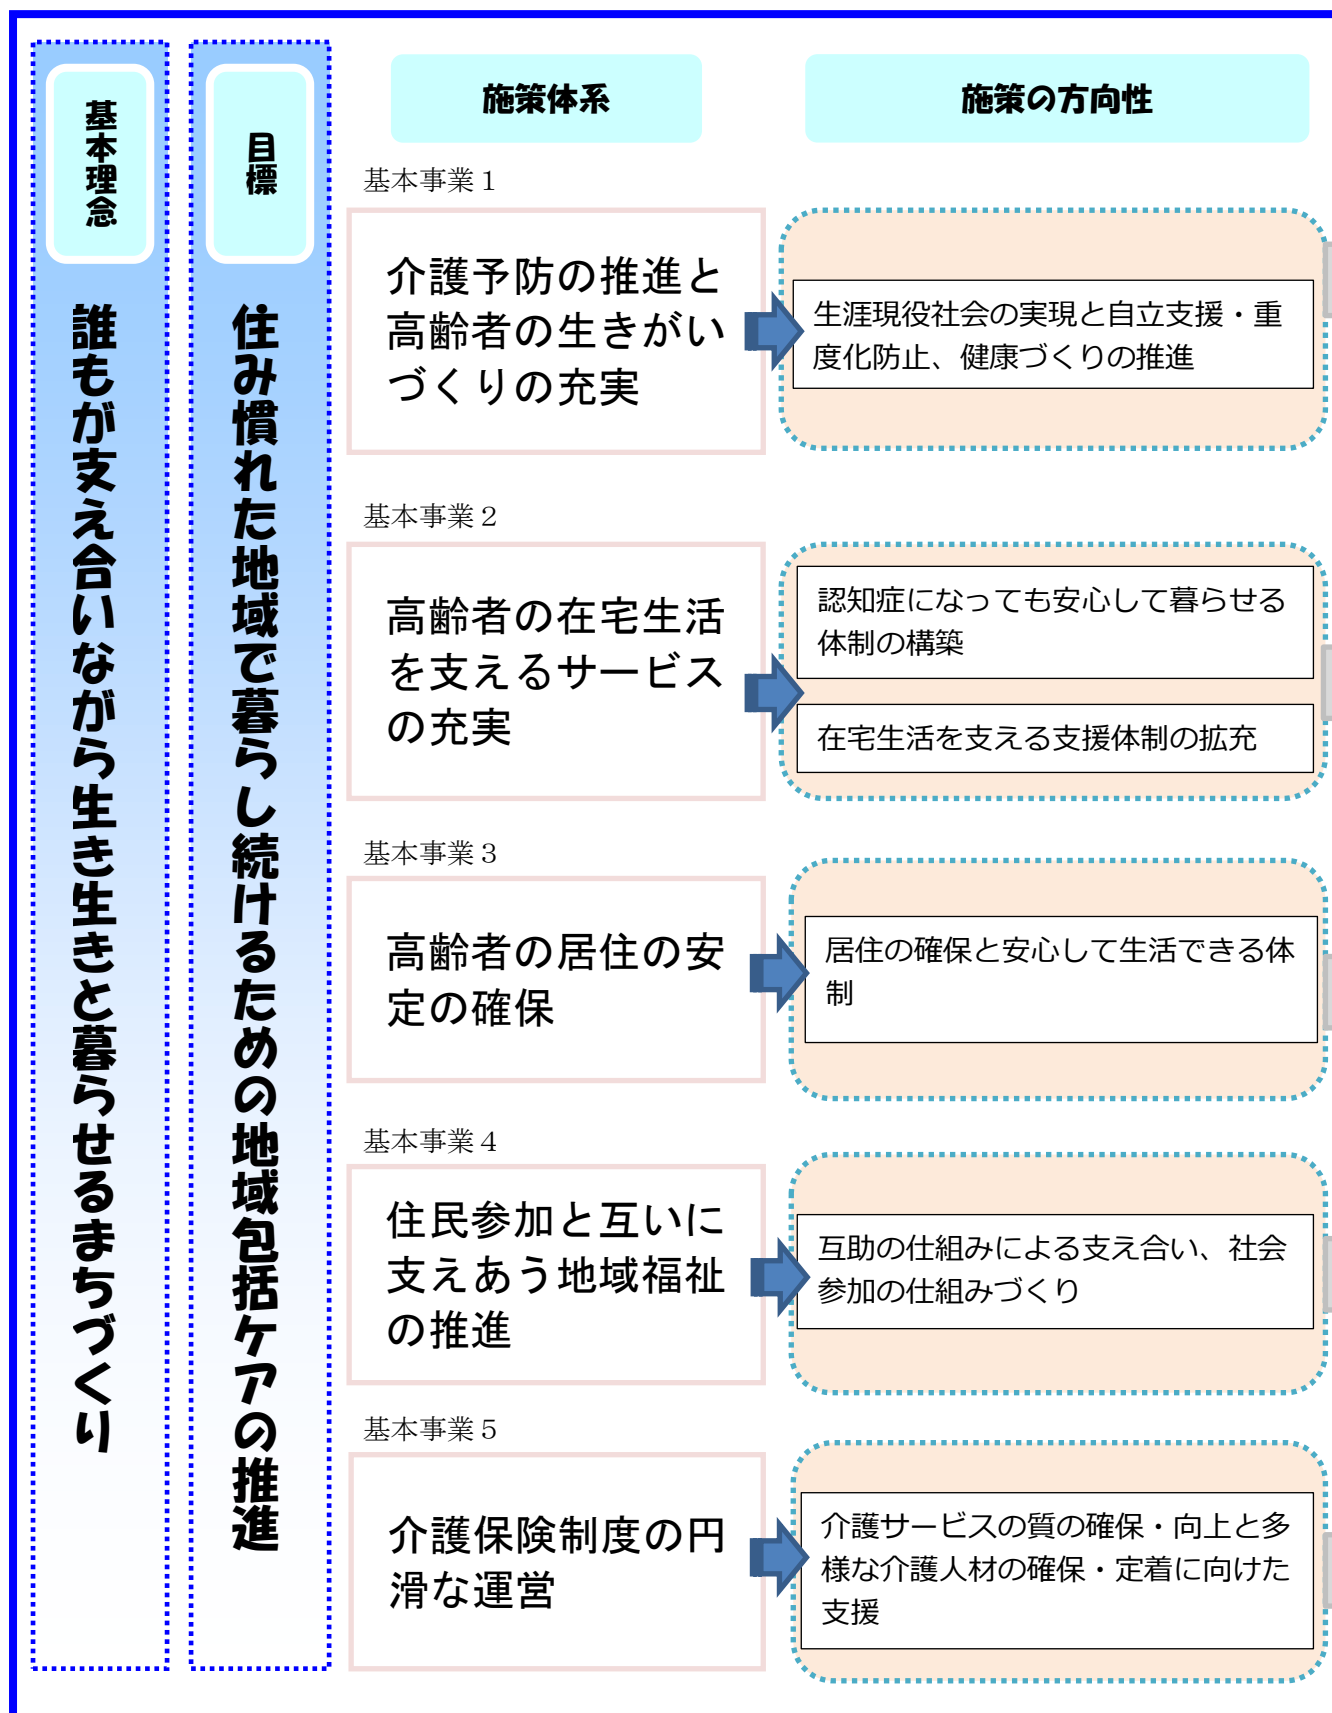 基本理念
誰もが支え合いながら生き生きと暮らせるまちづくり
目標
住み慣れた地域で暮らし続けるための地域包括ケアの推進
施策体系
施策の方向性
基本事業１
介護予防の推進と
高齢者の生きがい
づくりの充実
生涯現役社会の実現と自立支援・重
度化防止、健康づくりの推進
基本事業２
高齢者の在宅生活
を支えるサービス
の充実
認知症になっても安心して暮らせる
体制の構築
在宅生活を支える支援体制の拡充
基本事業３
高齢者の居住の安
定の確保
居住の確保と安心して生活できる体
制
基本事業４
住民参加と互いに
支えあう地域福祉
の推進
互助の仕組みによる支え合い、社会
参加の仕組みづくり
基本事業５
介護保険制度の円
滑な運営
介護サービスの質の確保・向上と多
様な介護人材の確保・定着に向けた
支援